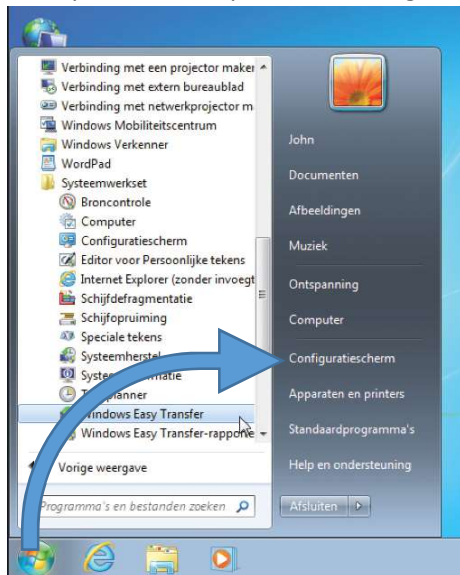 Verbinding met een projector maken
Verbinding met extern bureaublad
Verbinding met netwerkprojector m
Windows Mobiliteitscentrum
Windows Verkenner
WordPad
Systeemwerkset
Broncontrole
Computer
Configuratiescherm
Editor voor Persoonlijke tekens
Internet Explorer (zonder invoegt
Schijfdefragmentatie
Schijfopruiming
Speciale tekens
Systeemherstel
Windows Easy Transfer
Windows Easy Transfer-rapporte
Vorige weergave
Programma's en bestanden zoeken
John
Documenten
Afbeeldingen
Muziek
Ontspanning
Computer
Configuratiescherm
Apparaten en printers
Standaardprogramma's
Help en ondersteuning
Afsluiten